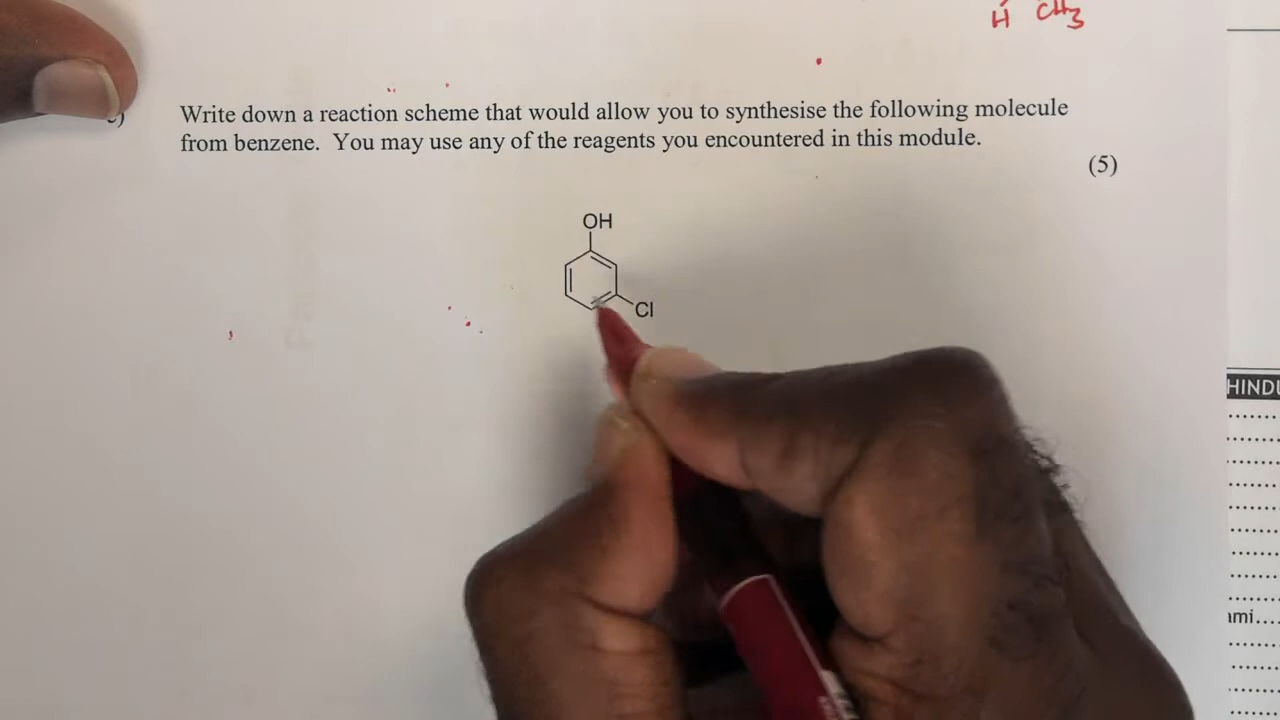 H CH3
Write down a reaction scheme that would allow you to synthesise the following molecule
from benzene. You may use any of the reagents you encountered in this module.
(5)
OH
Cl
HIND